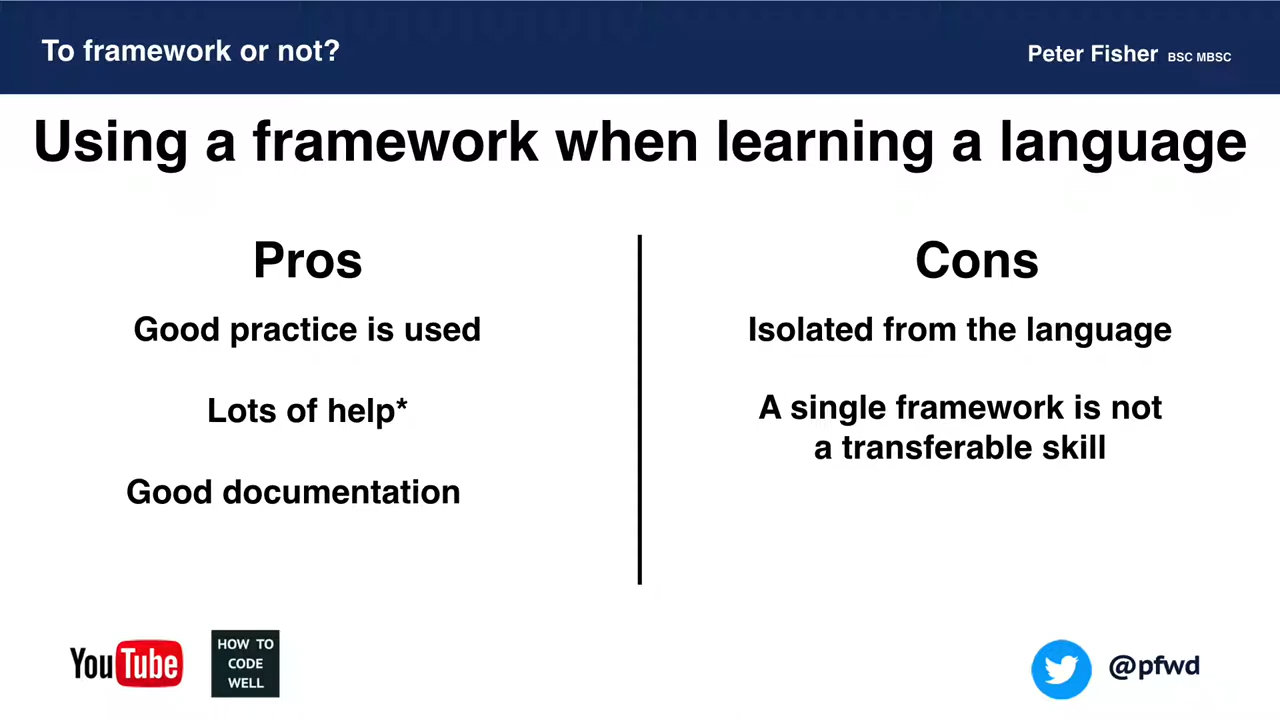 To framework or not?
Peter Fisher BSC MBSC
Using a framework when learning a language
Pros
Good practice is used
Lots of help*
Good documentation
Cons
Isolated from the language
A single framework is not
a transferable skill
YouTube
HOW TO
CODE
WELL
@pfwd